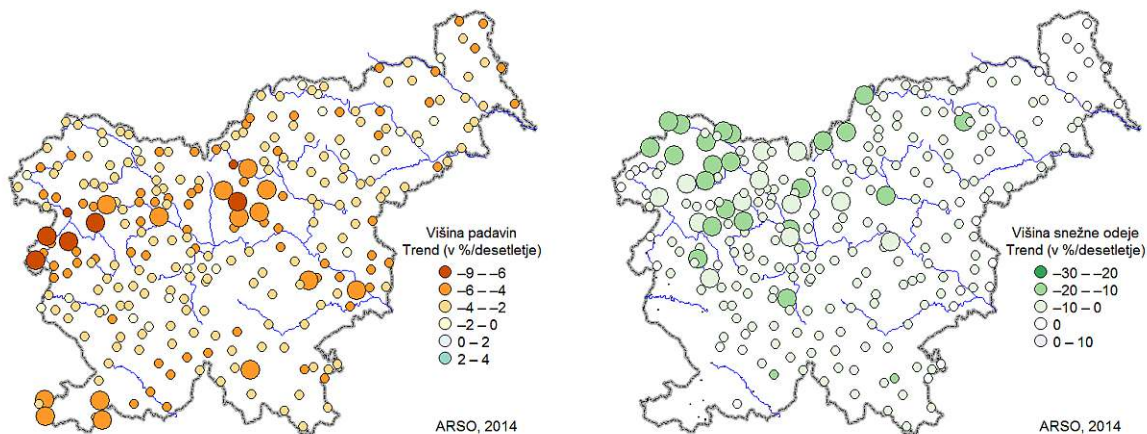 Višina padavin
Trend (v %/desetletje)
–9 – –6
–6 – –4
–4 – –2
–2 – 0
0 – 2
2 – 4
ARSO, 2014
Višina snežne odeje
Trend (v %/desetletje)
–30 – –20
–20 – –10
–10 – 0
0
0 – 10
ARSO, 2014